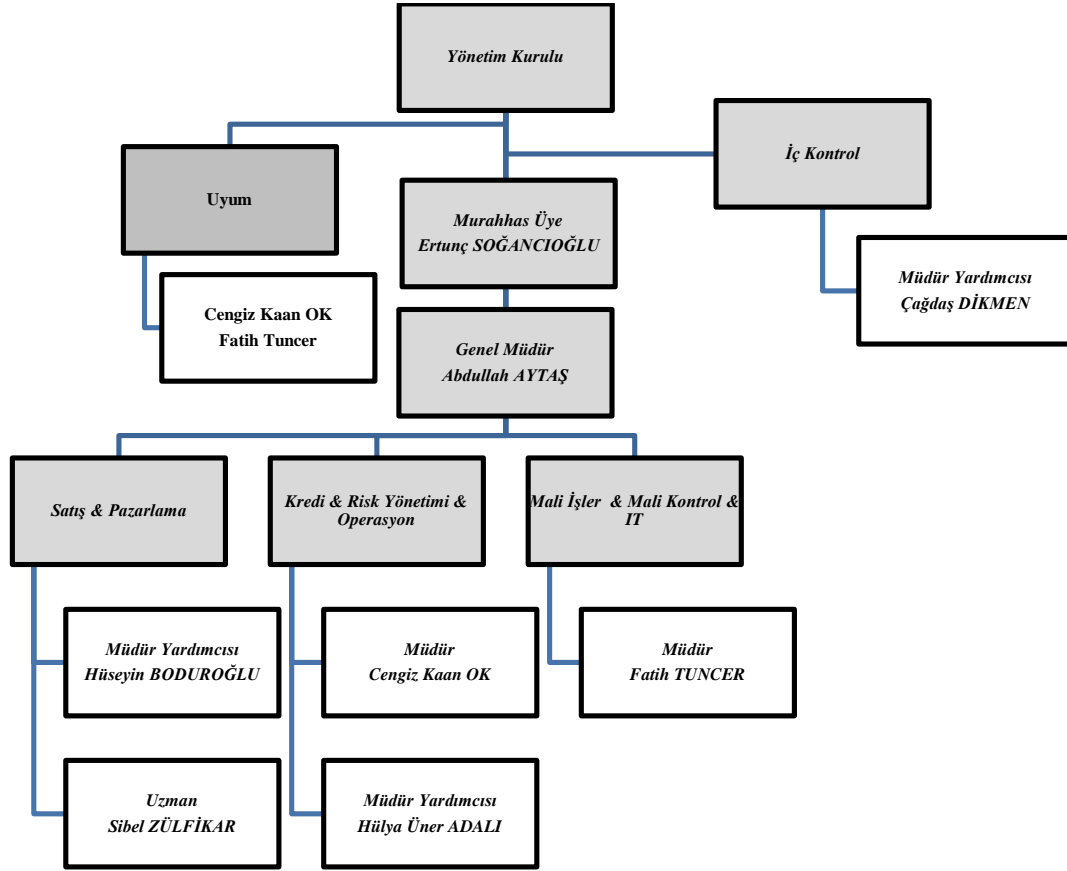 Yönetim Kurulu
Uyum
İç Kontrol
Murahhas Üye
Ertunç SOĞANCIOĞLU
Müdür Yardımcısı
Çağdaş DİKMEN
Cengiz Kaan OK
Fatih Tuncer
Genel Müdür
Abdullah AYTAŞ
Satış & Pazarlama
Kredi & Risk Yönetimi &
Operasyon
Mali İşler & Mali Kontrol &
IT
Müdür Yardımcısı
Hüseyin BODUROĞLU
Müdür
Cengiz Kaan OK
Müdür
Fatih TUNCER
Uzman
Sibel ZÜLFİKAR
Müdür Yardımcısı
Hülya Üner ADALI